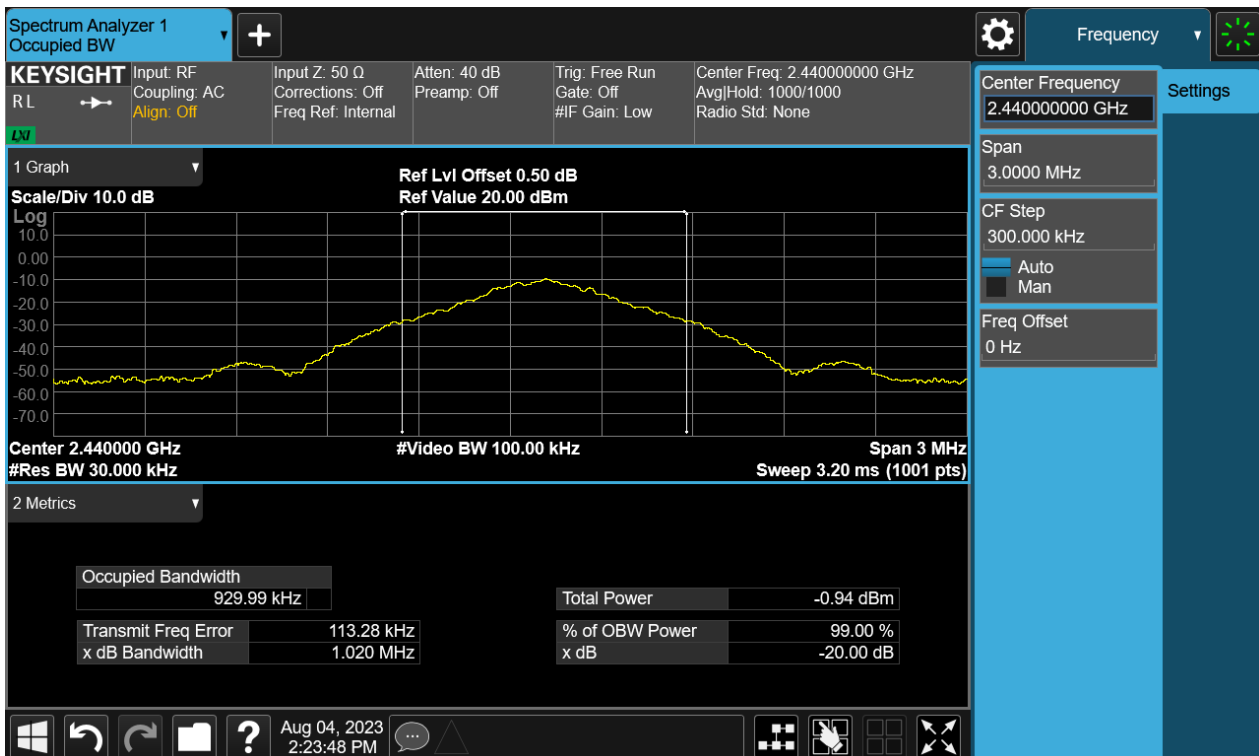 Spectrum Analyzer 1
Occupied BW
Frequency
KEYSIGHT
R L
LXI
Input: RF
Coupling: AC
Align: Off
Input Z: 50 Ω
Corrections: Off
Freq Ref: Internal
Atten: 40 dB
Preamp: Off
Trig: Free Run
Gate: Off
#IF Gain: Low
Center Freq: 2.440000000 GHz
Avg|Hold: 1000/1000
Radio Std: None
Center Frequency
2.440000000 GHz
Settings
Span
3.0000 MHz
CF Step
300.000 kHz
Auto
Man
Freq Offset
0 Hz
1 Graph
Scale/Div 10.0 dB
Ref Lvl Offset 0.50 dB
Ref Value 20.00 dBm
Log
10.0
0.00
-10.0
-20.0
-30.0
-40.0
-50.0
-60.0
-70.0
Center 2.440000 GHz
#Video BW 100.00 kHz
Span 3 MHz
#Res BW 30.000 kHz
Sweep 3.20 ms (1001 pts)
2 Metrics
Occupied Bandwidth
929.99 kHz
Total Power -0.94 dBm
Transmit Freq Error 113.28 kHz
% of OBW Power 99.00 %
x dB Bandwidth 1.020 MHz
x dB -20.00 dB
?
Aug 04, 2023
2:23:48 PM